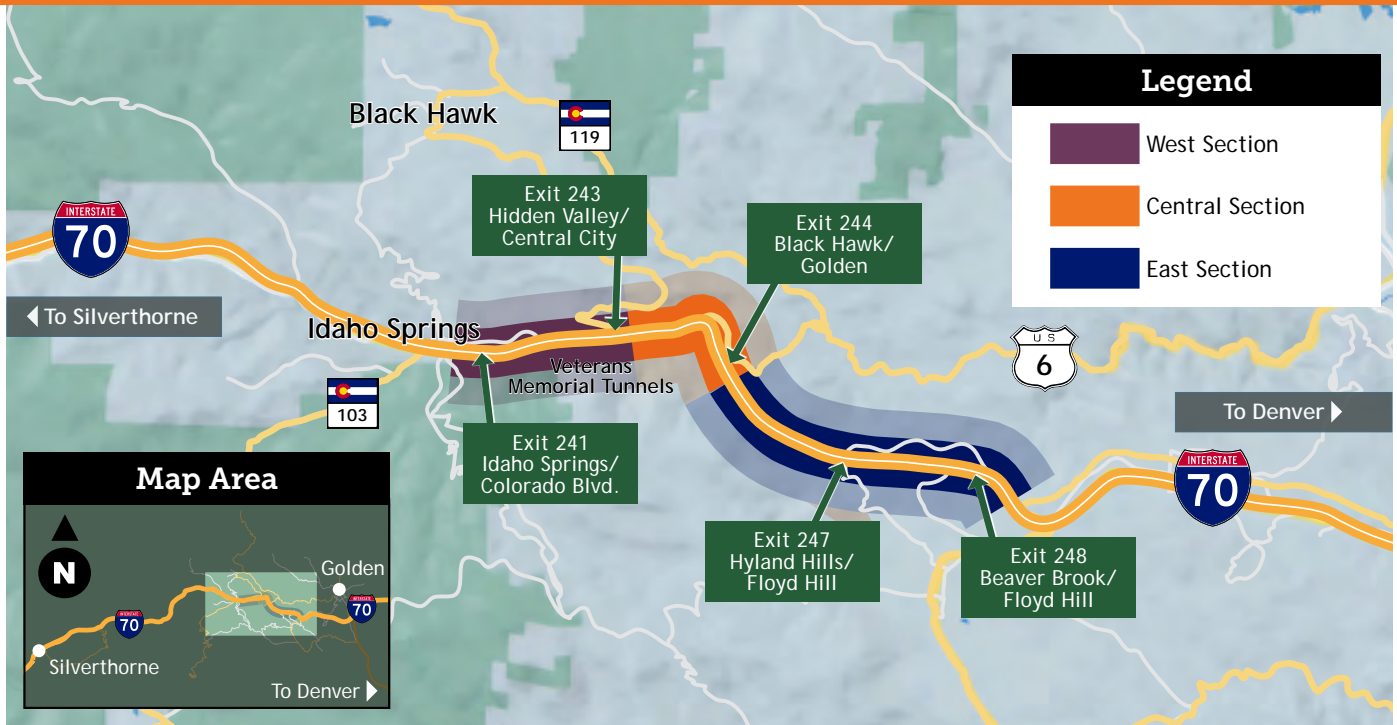 Black Hawk
119
Legend
West Section
Central Section
East Section
Exit 243
Hidden Valley/
Central City
Exit 244
Black Hawk/
Golden
INTERSTATE
70
To Silverthorne
Idaho Springs
Veterans
Memorial Tunnels
US
6
103
To Denver
Exit 241
Idaho Springs/
Colorado Blvd.
INTERSTATE
70
Exit 247
Hyland Hills/
Floyd Hill
Exit 248
Beaver Brook/
Floyd Hill
Map Area
N
Golden
INTERSTATE
70
INTERSTATE
70
Silverthorne
To Denver